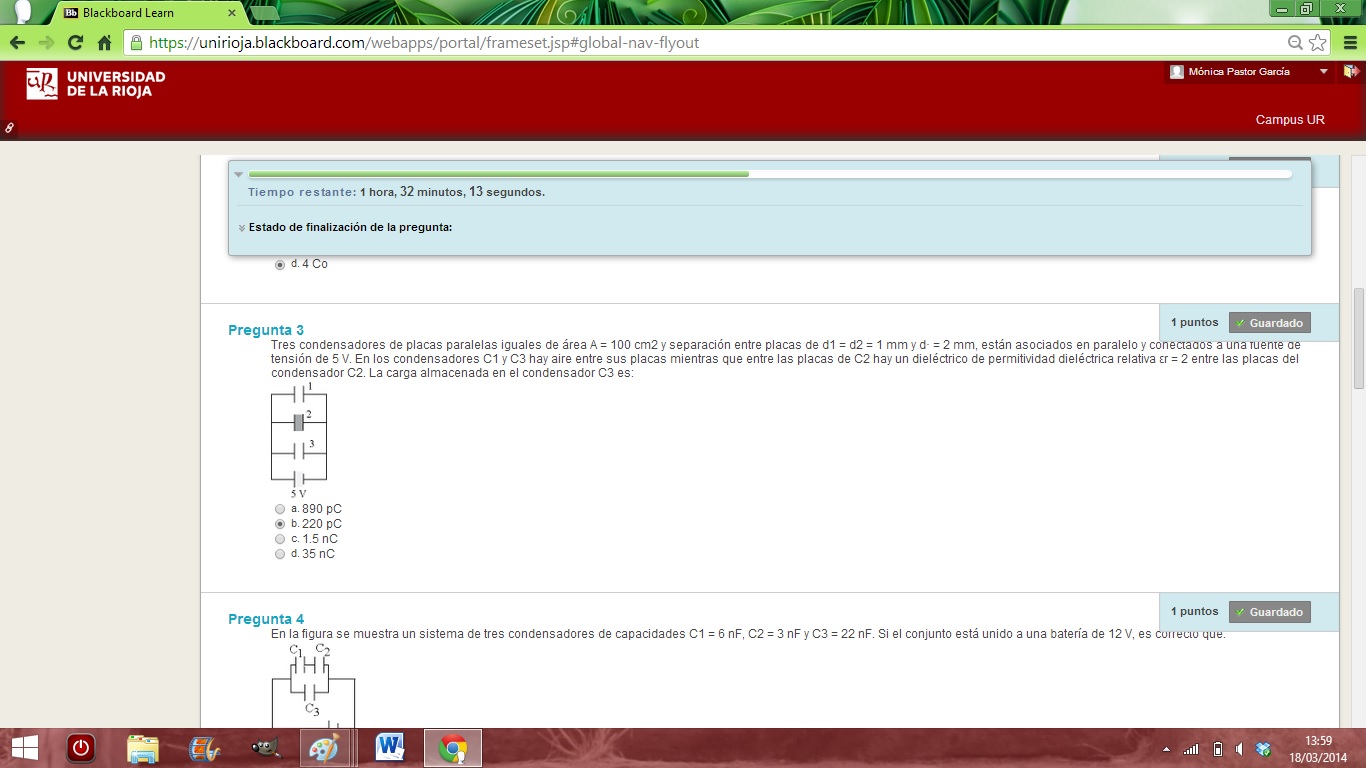 Blackboard Learn
https://unirioja.blackboard.com/webapps/portal/frameset.jsp#global-nav-flyout
UNIVERSIDAD
DE LA RIOJA
Mónica Pastor García
Campus UR
Tiempo restante: 1 hora, 32 minutos, 13 segundos.
Estado de finalización de la pregunta:
d. 4 Co
Pregunta 3
1 puntos Guardado
Tres condensadores de placas paralelas iguales de área A = 100 cm2 y separación entre placas de d1 = d2 = 1 mm y d· = 2 mm, están asociados en paralelo y conectados a una fuente de
tensión de 5 V. En los condensadores C1 y C3 hay aire entre sus placas mientras que entre las placas de C2 hay un dieléctrico de permitividad dieléctrica relativa εr = 2 entre las placas del
condensador C2. La carga almacenada en el condensador C3 es:
1
2
3
5 V
a. 890 pC
b. 220 pC
c. 1.5 nC
d. 35 nC
Pregunta 4
1 puntos Guardado
En la figura se muestra un sistema de tres condensadores de capacidades C1 = 6 nF, C2 = 3 nF y C3 = 22 nF. Si el conjunto está unido a una batería de 12 V, es correcto que:
C1 C2
C3
13:59
18/03/2014